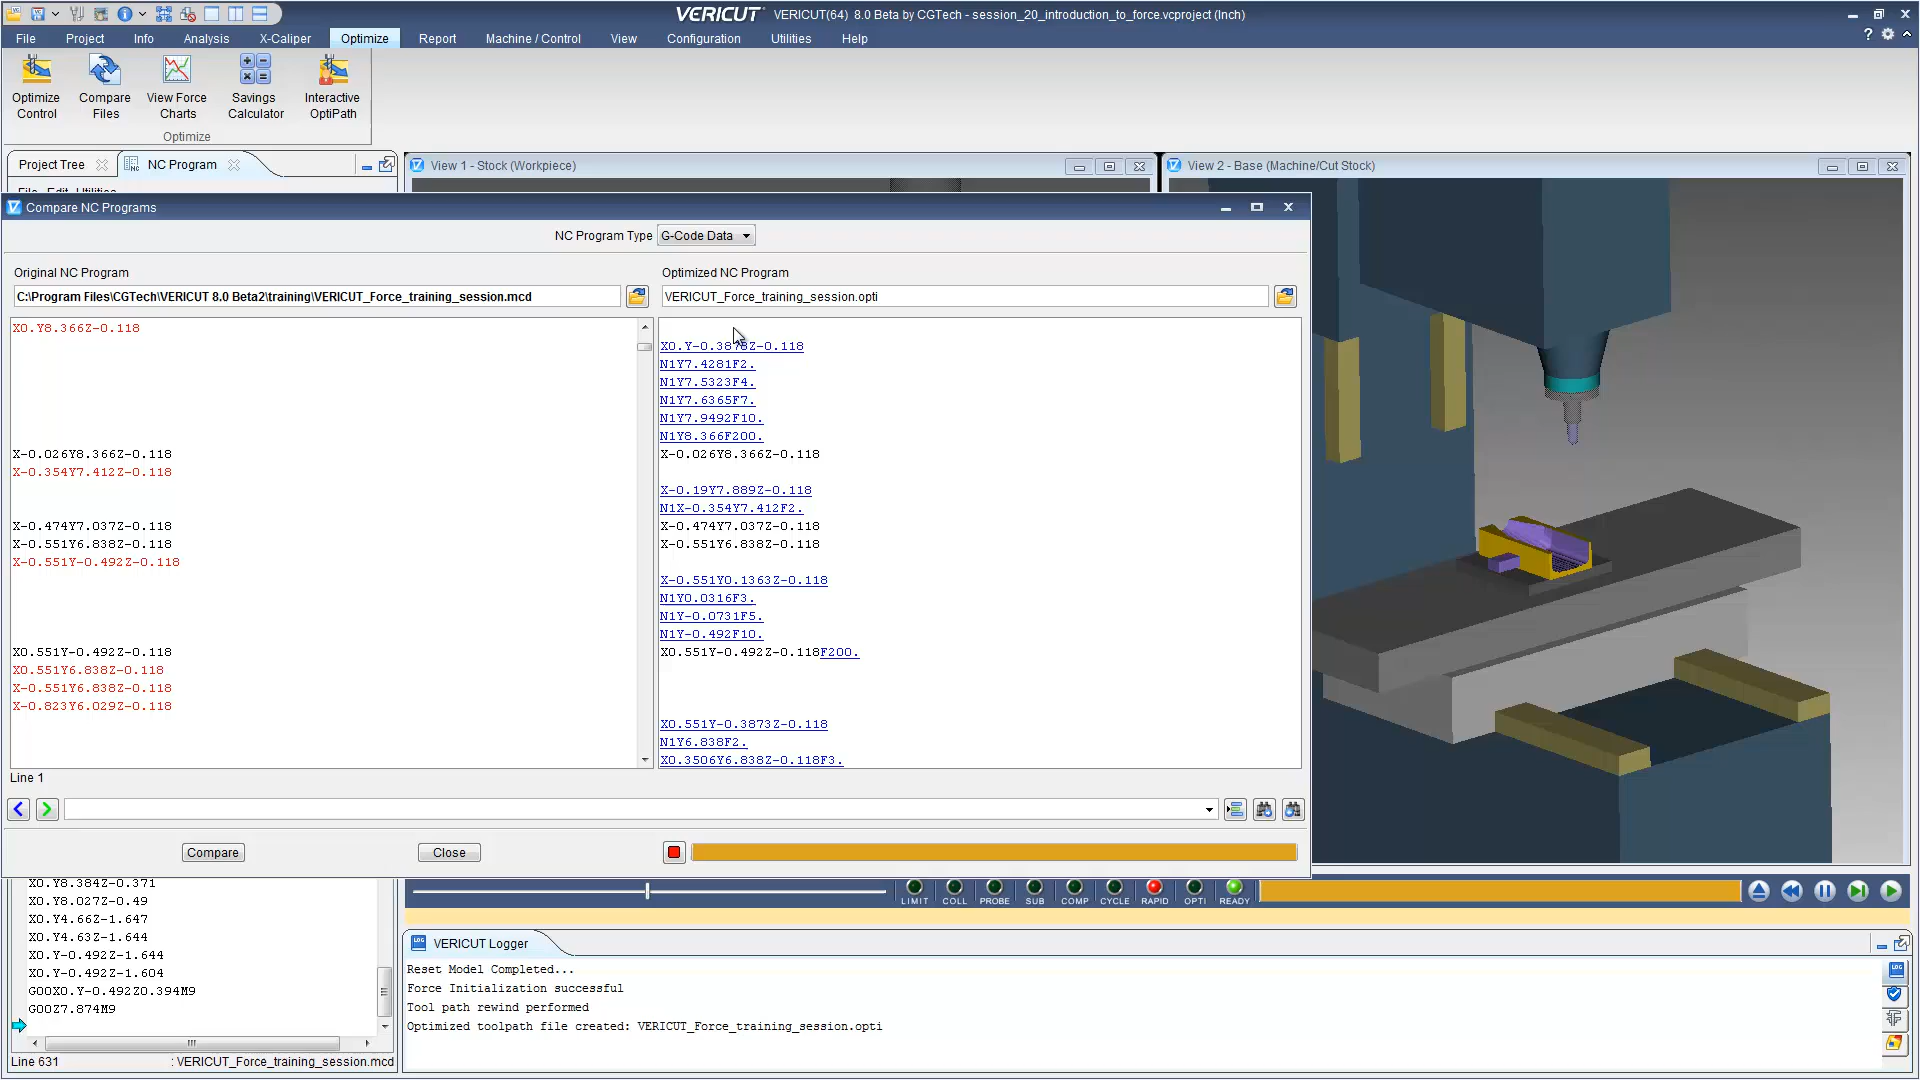 VERICUT VERICUT(64) 8.0 Beta by CGTech - session_20_introduction_to_force.vcproject (Inch)
File Project Info Analysis X-Caliper Optimize Report Machine / Control View Configuration Utilities Help
Optimize Control
Compare Files
View Force Charts
Savings Calculator
Interactive OptiPath
Optimize
Project Tree
NC Program
View 1 - Stock (Workpiece)
View 2 - Base (Machine/Cut Stock)
File Edit Utilities
Compare NC Programs
NC Program Type G-Code Data
Original NC Program
C:\Program Files\CGTech\VERICUT 8.0 Beta2\training\VERICUT_Force_training_session.mcd
X0.Y8.366Z-0.118
X-0.026Y8.366Z-0.118
X-0.354Y7.412Z-0.118
X-0.474Y7.037Z-0.118
X-0.551Y6.838Z-0.118
X-0.551Y-0.492Z-0.118
X0.551Y-0.492Z-0.118
X0.551Y6.838Z-0.118
X-0.551Y6.838Z-0.118
X-0.823Y6.029Z-0.118
Optimized NC Program
VERICUT_Force_training_session.opti
X0.Y-0.3878Z-0.118
N1Y7.4281F2.
N1Y7.5323F4.
N1Y7.6365F7.
N1Y7.9492F10.
N1Y8.366F200.
X-0.026Y8.366Z-0.118
X-0.19Y7.889Z-0.118
N1X-0.354Y7.412F2.
X-0.474Y7.037Z-0.118
X-0.551Y6.838Z-0.118
X-0.551Y0.1363Z-0.118
N1Y0.0316F3.
N1Y-0.0731F5.
N1Y-0.492F10.
X0.551Y-0.492Z-0.118F200.
X0.551Y-0.3873Z-0.118
N1Y6.838F2.
X0.3506Y6.838Z-0.118F3.
Line 1
Compare
Close
X0.Y8.384Z-0.371
X0.Y8.027Z-0.49
X0.Y4.66Z-1.647
X0.Y4.63Z-1.644
X0.Y-0.492Z-1.644
X0.Y-0.492Z-1.604
G00X0.Y-0.492Z0.394M9
G00Z7.874M9
Line 631 : VERICUT_Force_training_session.mcd
LIMIT COLL PROBE SUB COMP CYCLE RAPID OPTI READY
LOG VERICUT Logger
Reset Model Completed...
Force Initialization successful
Tool path rewind performed
Optimized toolpath file created: VERICUT_Force_training_session.opti
LOG